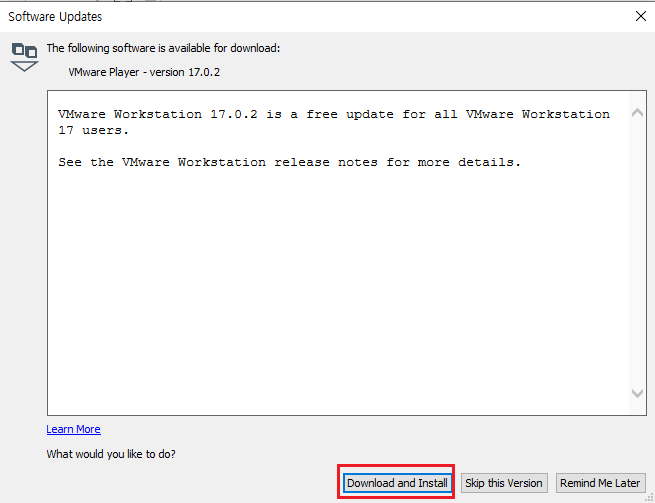 Software Updates
The following software is available for download:
VMware Player - version 17.0.2
VMware Workstation 17.0.2 is a free update for all VMware Workstation
17 users.
See the VMware Workstation release notes for more details.
Learn More
What would you like to do?
Download and Install Skip this Version Remind Me Later